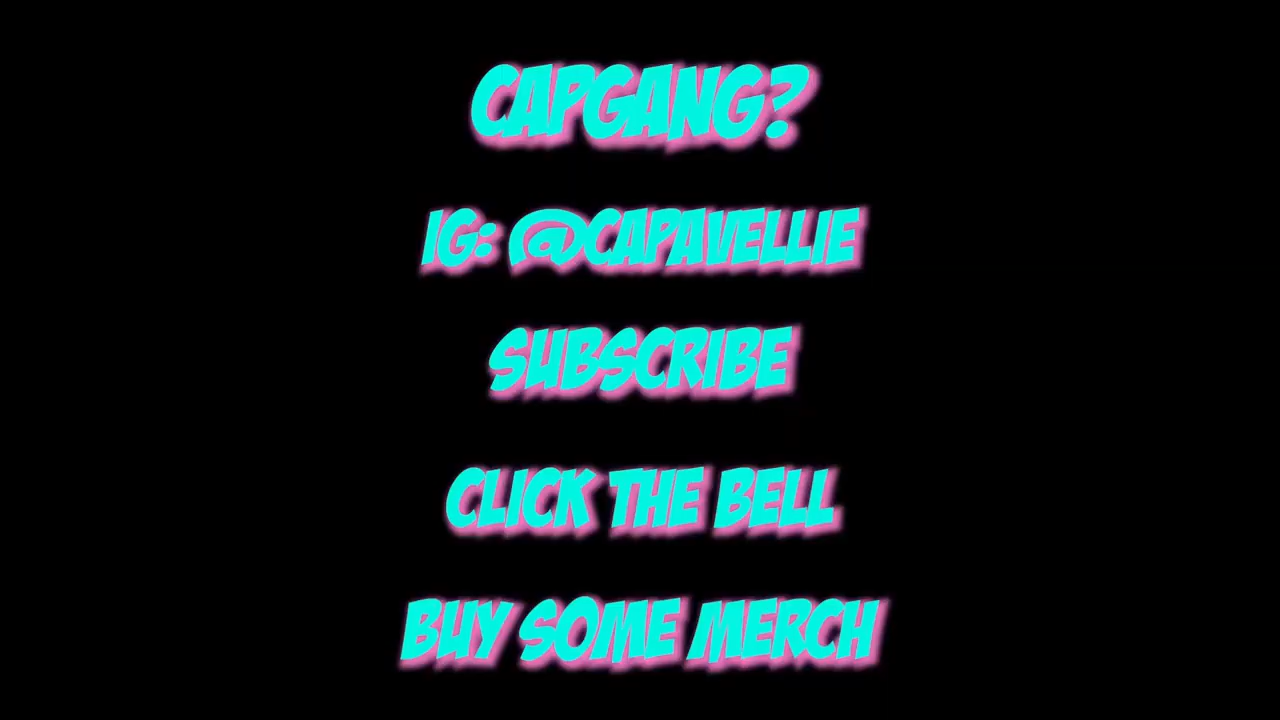 CAPGANG?
IG: @CAPAVELLIE
SUBSCRIBE
CLICK THE BELL
BUY SOME MERCH